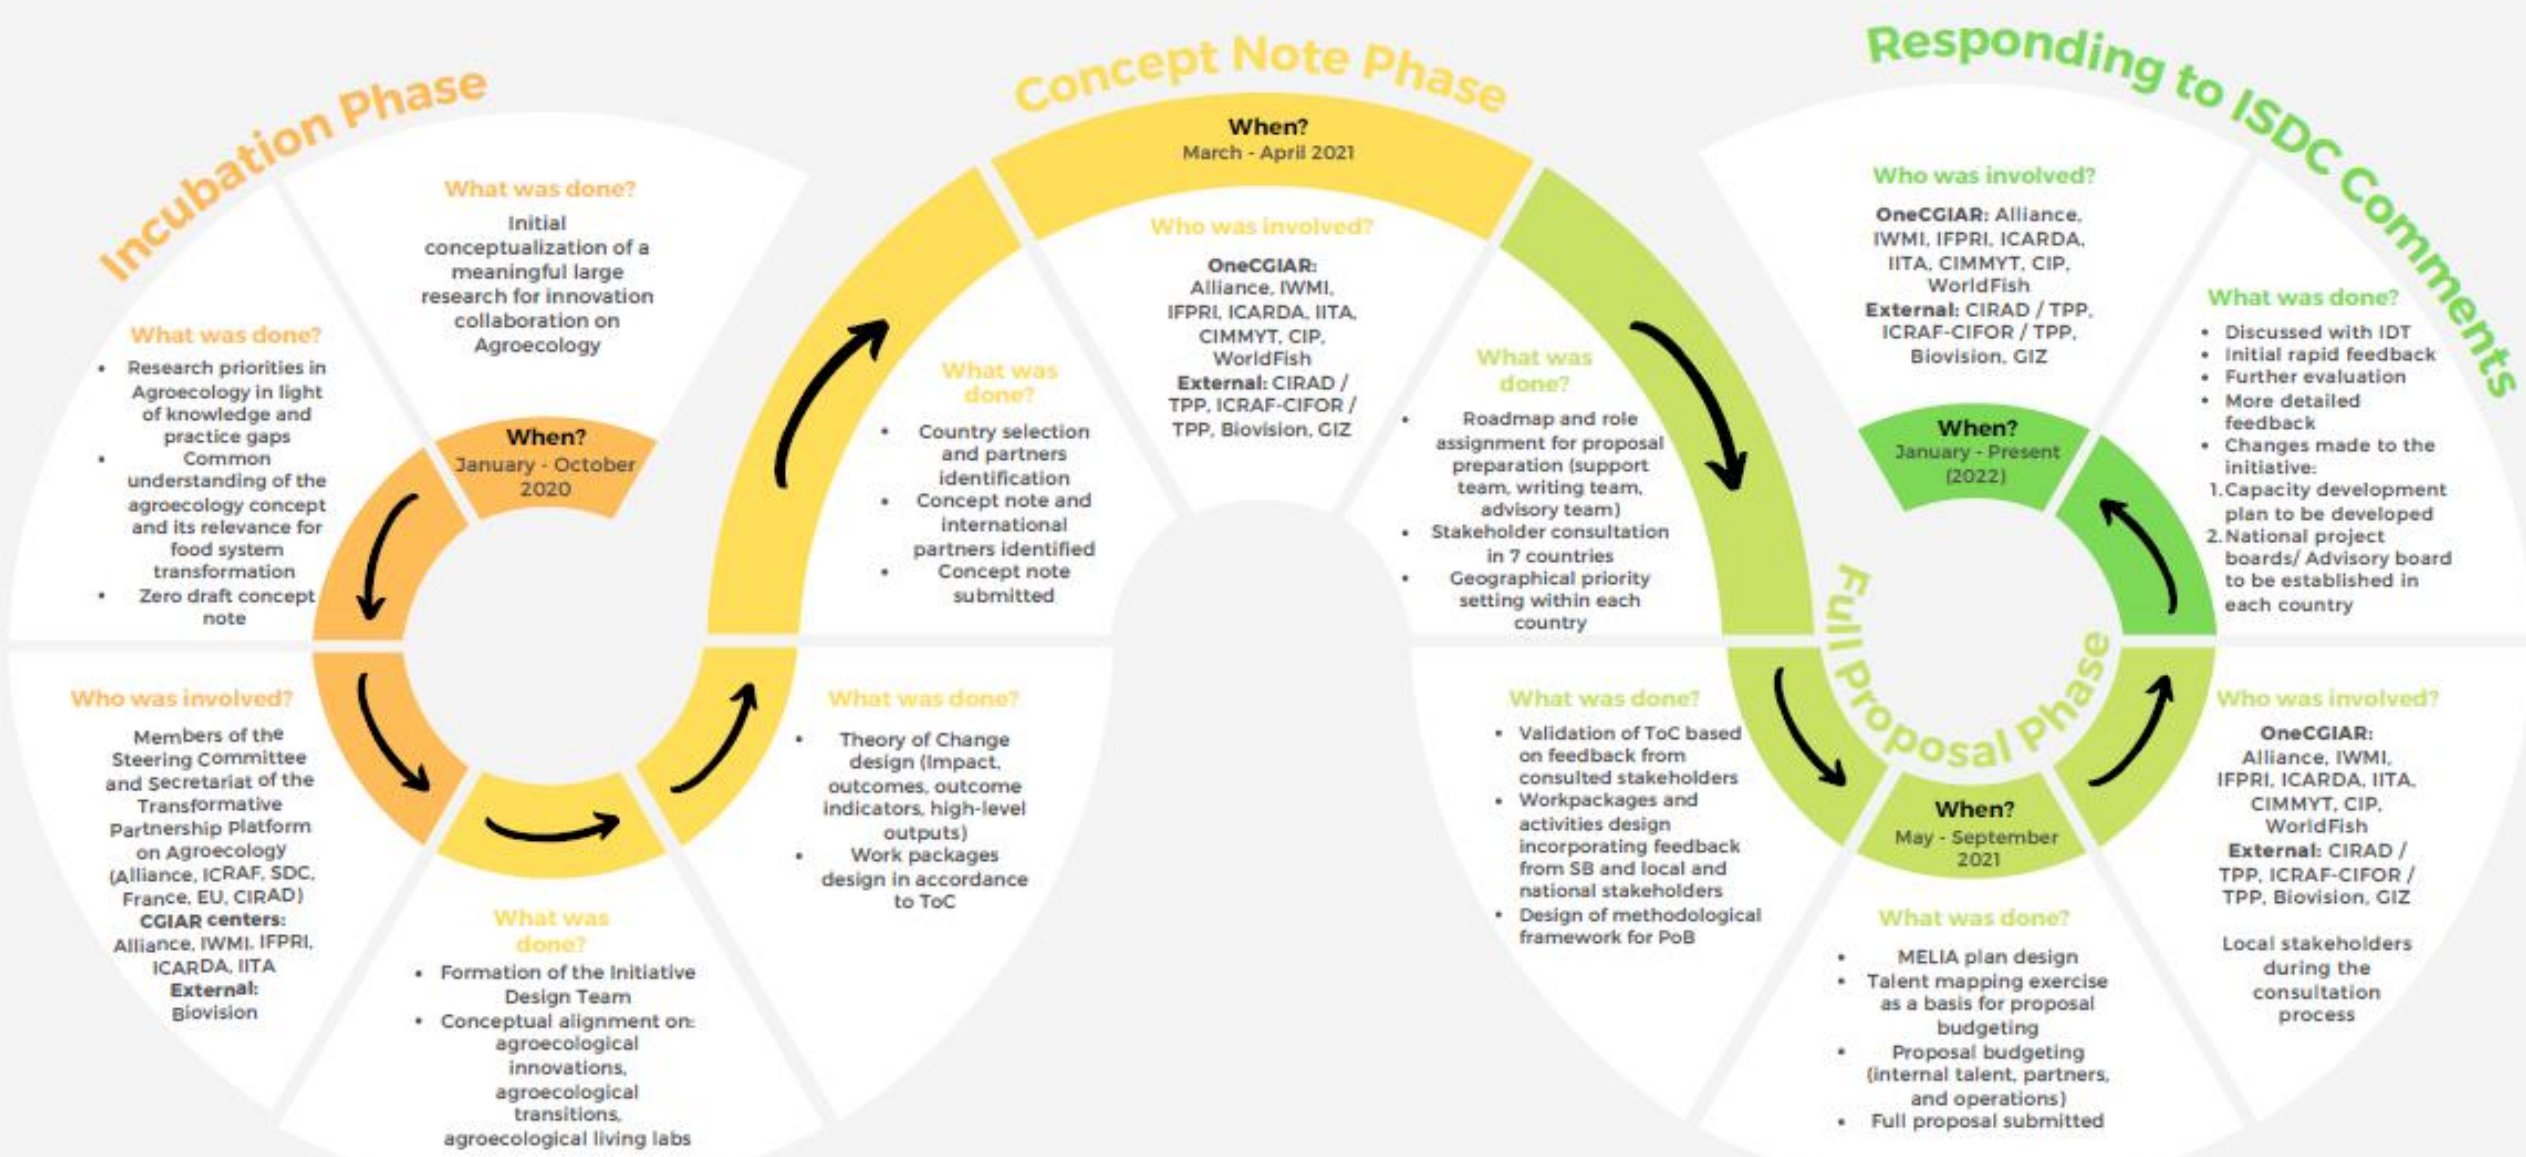 Incubation Phase
What was done?
Initial
conceptualization of a
meaningful large
research for innovation
collaboration on
Agroecology
When?
January - October
2020
What was done?
• Research priorities in
Agroecology in light
of knowledge and
practice gaps
• Common
understanding of the
agroecology concept
and its relevance for
food system
transformation
• Zero draft concept
note
Who was involved?
Members of the
Steering Committee
and Secretariat of the
Transformative
Partnership Platform
on Agroecology
(Alliance, ICRAF, SDC,
France, EU, CIRAD)
CGIAR centers:
Alliance, IWMI. IFPRI,
ICARDA, IITA
External:
Biovision
Concept Note Phase
What was
done?
• Formation of the Initiative
Design Team
• Conceptual alignment on:
agroecological
innovations,
agroecological
transitions,
agroecological living labs
What was done?
• Theory of Change
design (Impact,
outcomes, outcome
indicators, high-level
outputs)
• Work packages
design in accordance
to ToC
What was
done?
• Country selection
and partners
identification
• Concept note and
international
partners identified
• Concept note
submitted
When?
March - April 2021
Who was involved?
OneCGIAR:
Alliance, IWMI,
IFPRI, ICARDA, IITA,
CIMMYT, CIP,
WorldFish
External: CIRAD /
TPP, ICRAF-CIFOR /
TPP, Biovision, GIZ
Full Proposal Phase
What was
done?
• Roadmap and role
assignment for proposal
preparation (support
team, writing team,
advisory team)
• Stakeholder consultation
in 7 countries
• Geographical priority
setting within each
country
What was done?
• Validation of ToC based
on feedback from
consulted stakeholders
• Workpackages and
activities design
incorporating feedback
from SB and local and
national stakeholders
• Design of methodological
framework for PoB
When?
May - September
2021
What was done?
• MELIA plan design
• Talent mapping exercise
as a basis for proposal
budgeting
• Proposal budgeting
(internal talent, partners,
and operations)
• Full proposal submitted
Who was involved?
OneCGIAR:
Alliance, IWMI,
IFPRI, ICARDA, IITA,
CIMMYT, CIP,
WorldFish
External: CIRAD /
TPP, ICRAF-CIFOR /
TPP, Biovision, GIZ
Local stakeholders
during the
consultation
process
Responding to ISDC Comments
What was done?
• Discussed with IDT
• Initial rapid feedback
• Further evaluation
• More detailed
feedback
• Changes made to the
initiative:
1. Capacity development
plan to be developed
2. National project
boards/ Advisory board
to be established in
each country
Who was involved?
OneCGIAR: Alliance,
IWMI, IFPRI, ICARDA,
IITA, CIMMYT, CIP,
WorldFish
External: CIRAD / TPP,
ICRAF-CIFOR / TPP,
Biovision, GIZ
When?
January - Present
(2022)